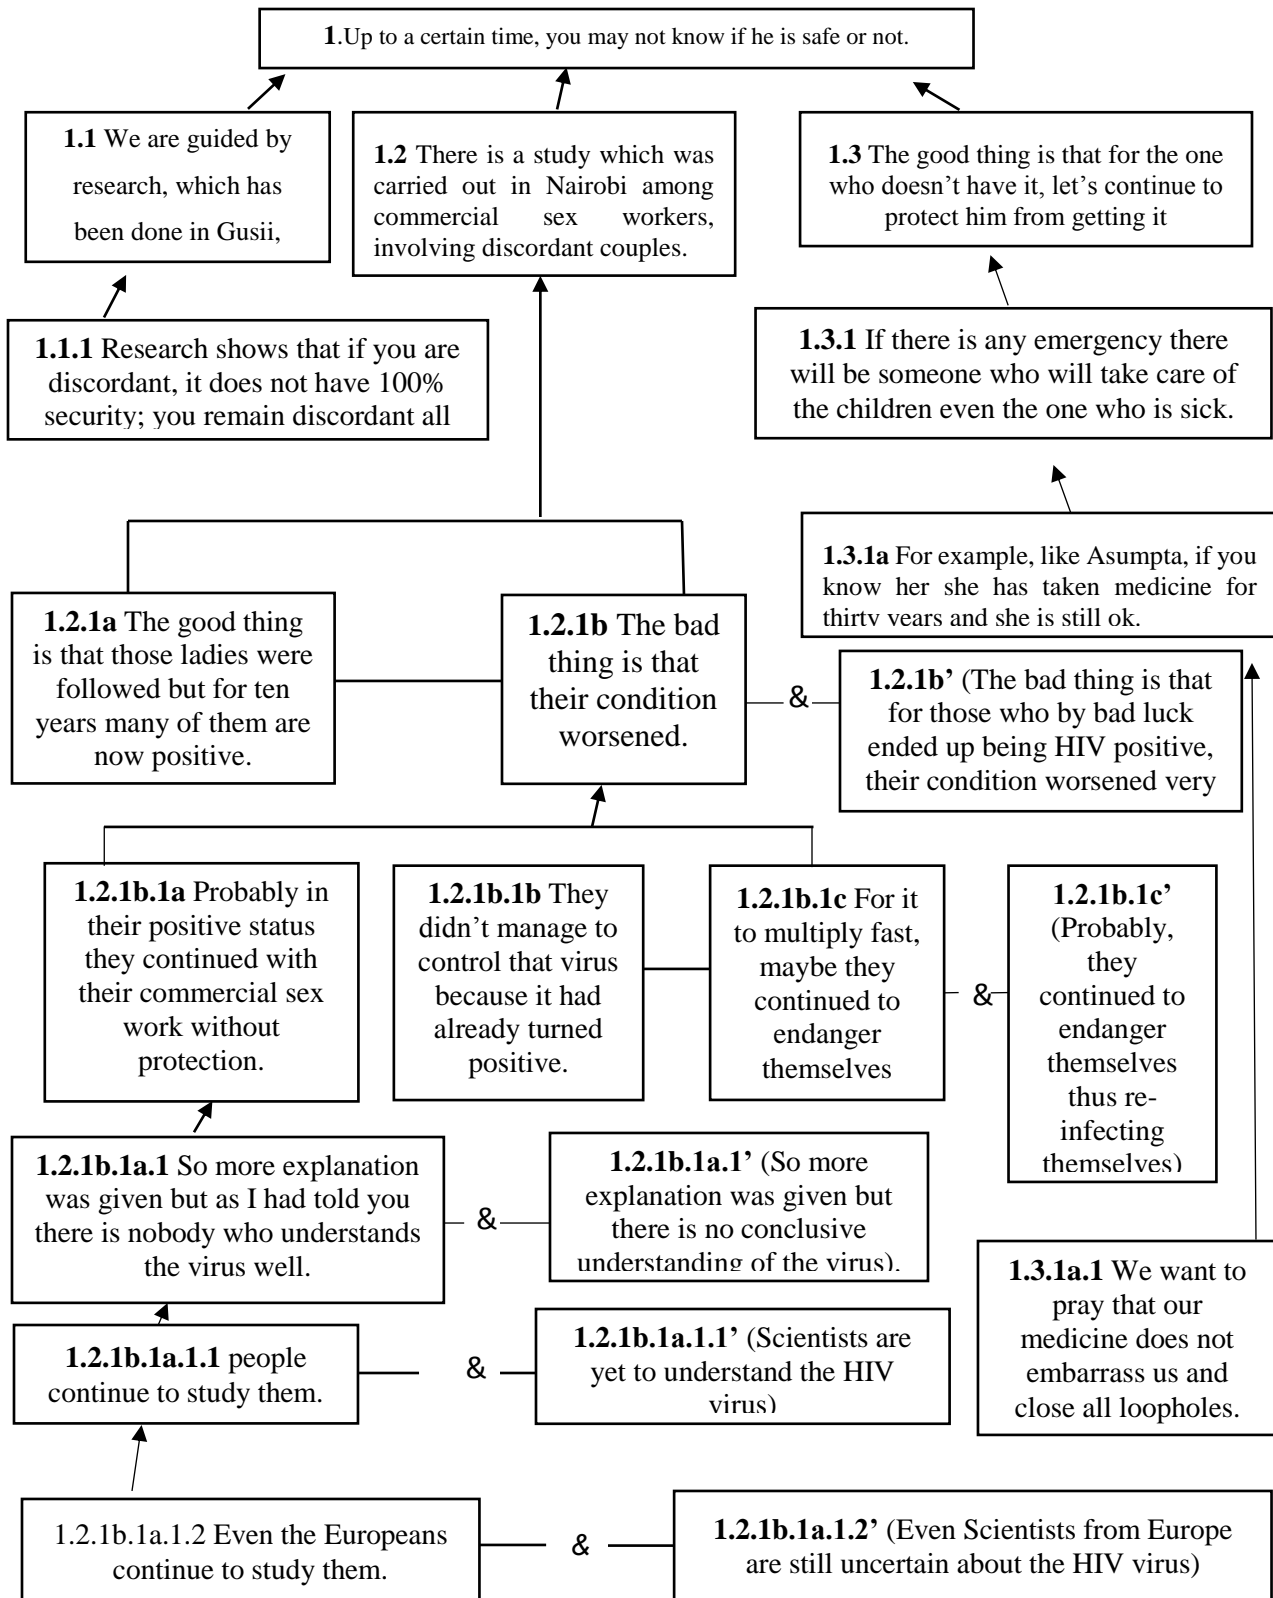 1.Up to a certain time, you may not know if he is safe or not.
1.1 We are guided by
research, which has
been done in Gusii,
1.2 There is a study which was
carried out in Nairobi among
commercial sex workers,
involving discordant couples.
1.3 The good thing is that for the one
who doesn't have it, let's continue to
protect him from getting it
1.1.1 Research shows that if you are
discordant, it does not have 100%
security; you remain discordant all
1.3.1 If there is any emergency there
will be someone who will take care of
the children even the one who is sick.
1.3.1a For example, like Asumpta, if you
know her she has taken medicine for
thirty years and she is still ok.
1.2.1a The good thing
is that those ladies were
followed but for ten
years many of them are
now positive.
1.2.1b The bad
thing is that
their condition
worsened.
&
1.2.1b’ (The bad thing is that
for those who by bad luck
ended up being HIV positive,
their condition worsened very
1.2.1b.1a Probably in
their positive status
they continued with
their commercial sex
work without
protection.
1.2.1b.1b They
didn’t manage to
control that virus
because it had
already turned
positive.
1.2.1b.1c For it
to multiply fast,
maybe they
continued to
endanger
themselves
&
1.2.1b.1c’
(Probably,
they
continued to
endanger
themselves
thus re-
infecting
themselves)
1.2.1b.1a.1 So more explanation
was given but as I had told you
there is nobody who understands
the virus well.
&
1.2.1b.1a.1’ (So more
explanation was given but
there is no conclusive
understanding of the virus).
1.3.1a.1 We want to
pray that our
medicine does not
embarrass us and
close all loopholes.
1.2.1b.1a.1.1 people
continue to study them.
&
1.2.1b.1a.1.1’ (Scientists are
yet to understand the HIV
virus)
1.2.1b.1a.1.2 Even the Europeans
continue to study them.
&
1.2.1b.1a.1.2’ (Even Scientists from Europe
are still uncertain about the HIV virus)